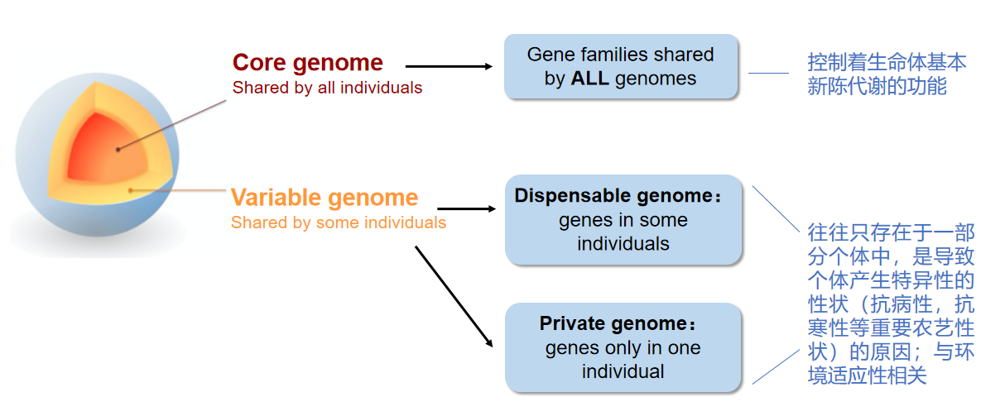 Core genome
Shared by all individuals
Gene families shared
by ALL genomes
控制着生命体基本
新陈代谢的功能
Variable genome
Shared by some individuals
Dispensable genome：
genes in some
individuals
Private genome：
genes only in one
individual
往往只存在于一部
分个体中，是导致
个体产生特异性的
性状（抗病性，抗
寒性等重要农艺性
状）的原因；与环
境适应性相关